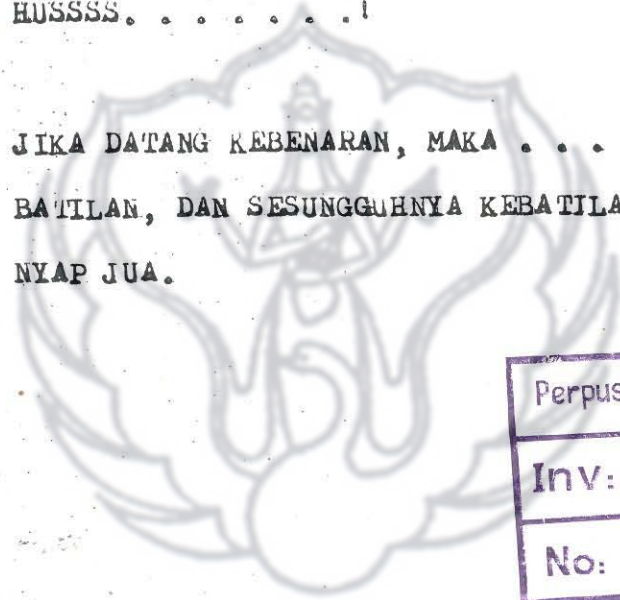 HUSSSS. . . . . . . .!
JIKA DATANG KEBENARAN, MAKA . . .
BATILAN, DAN SESUNGGUHNYA KEBATILA
NYAP JUA.
Perpus
Inv:
No: